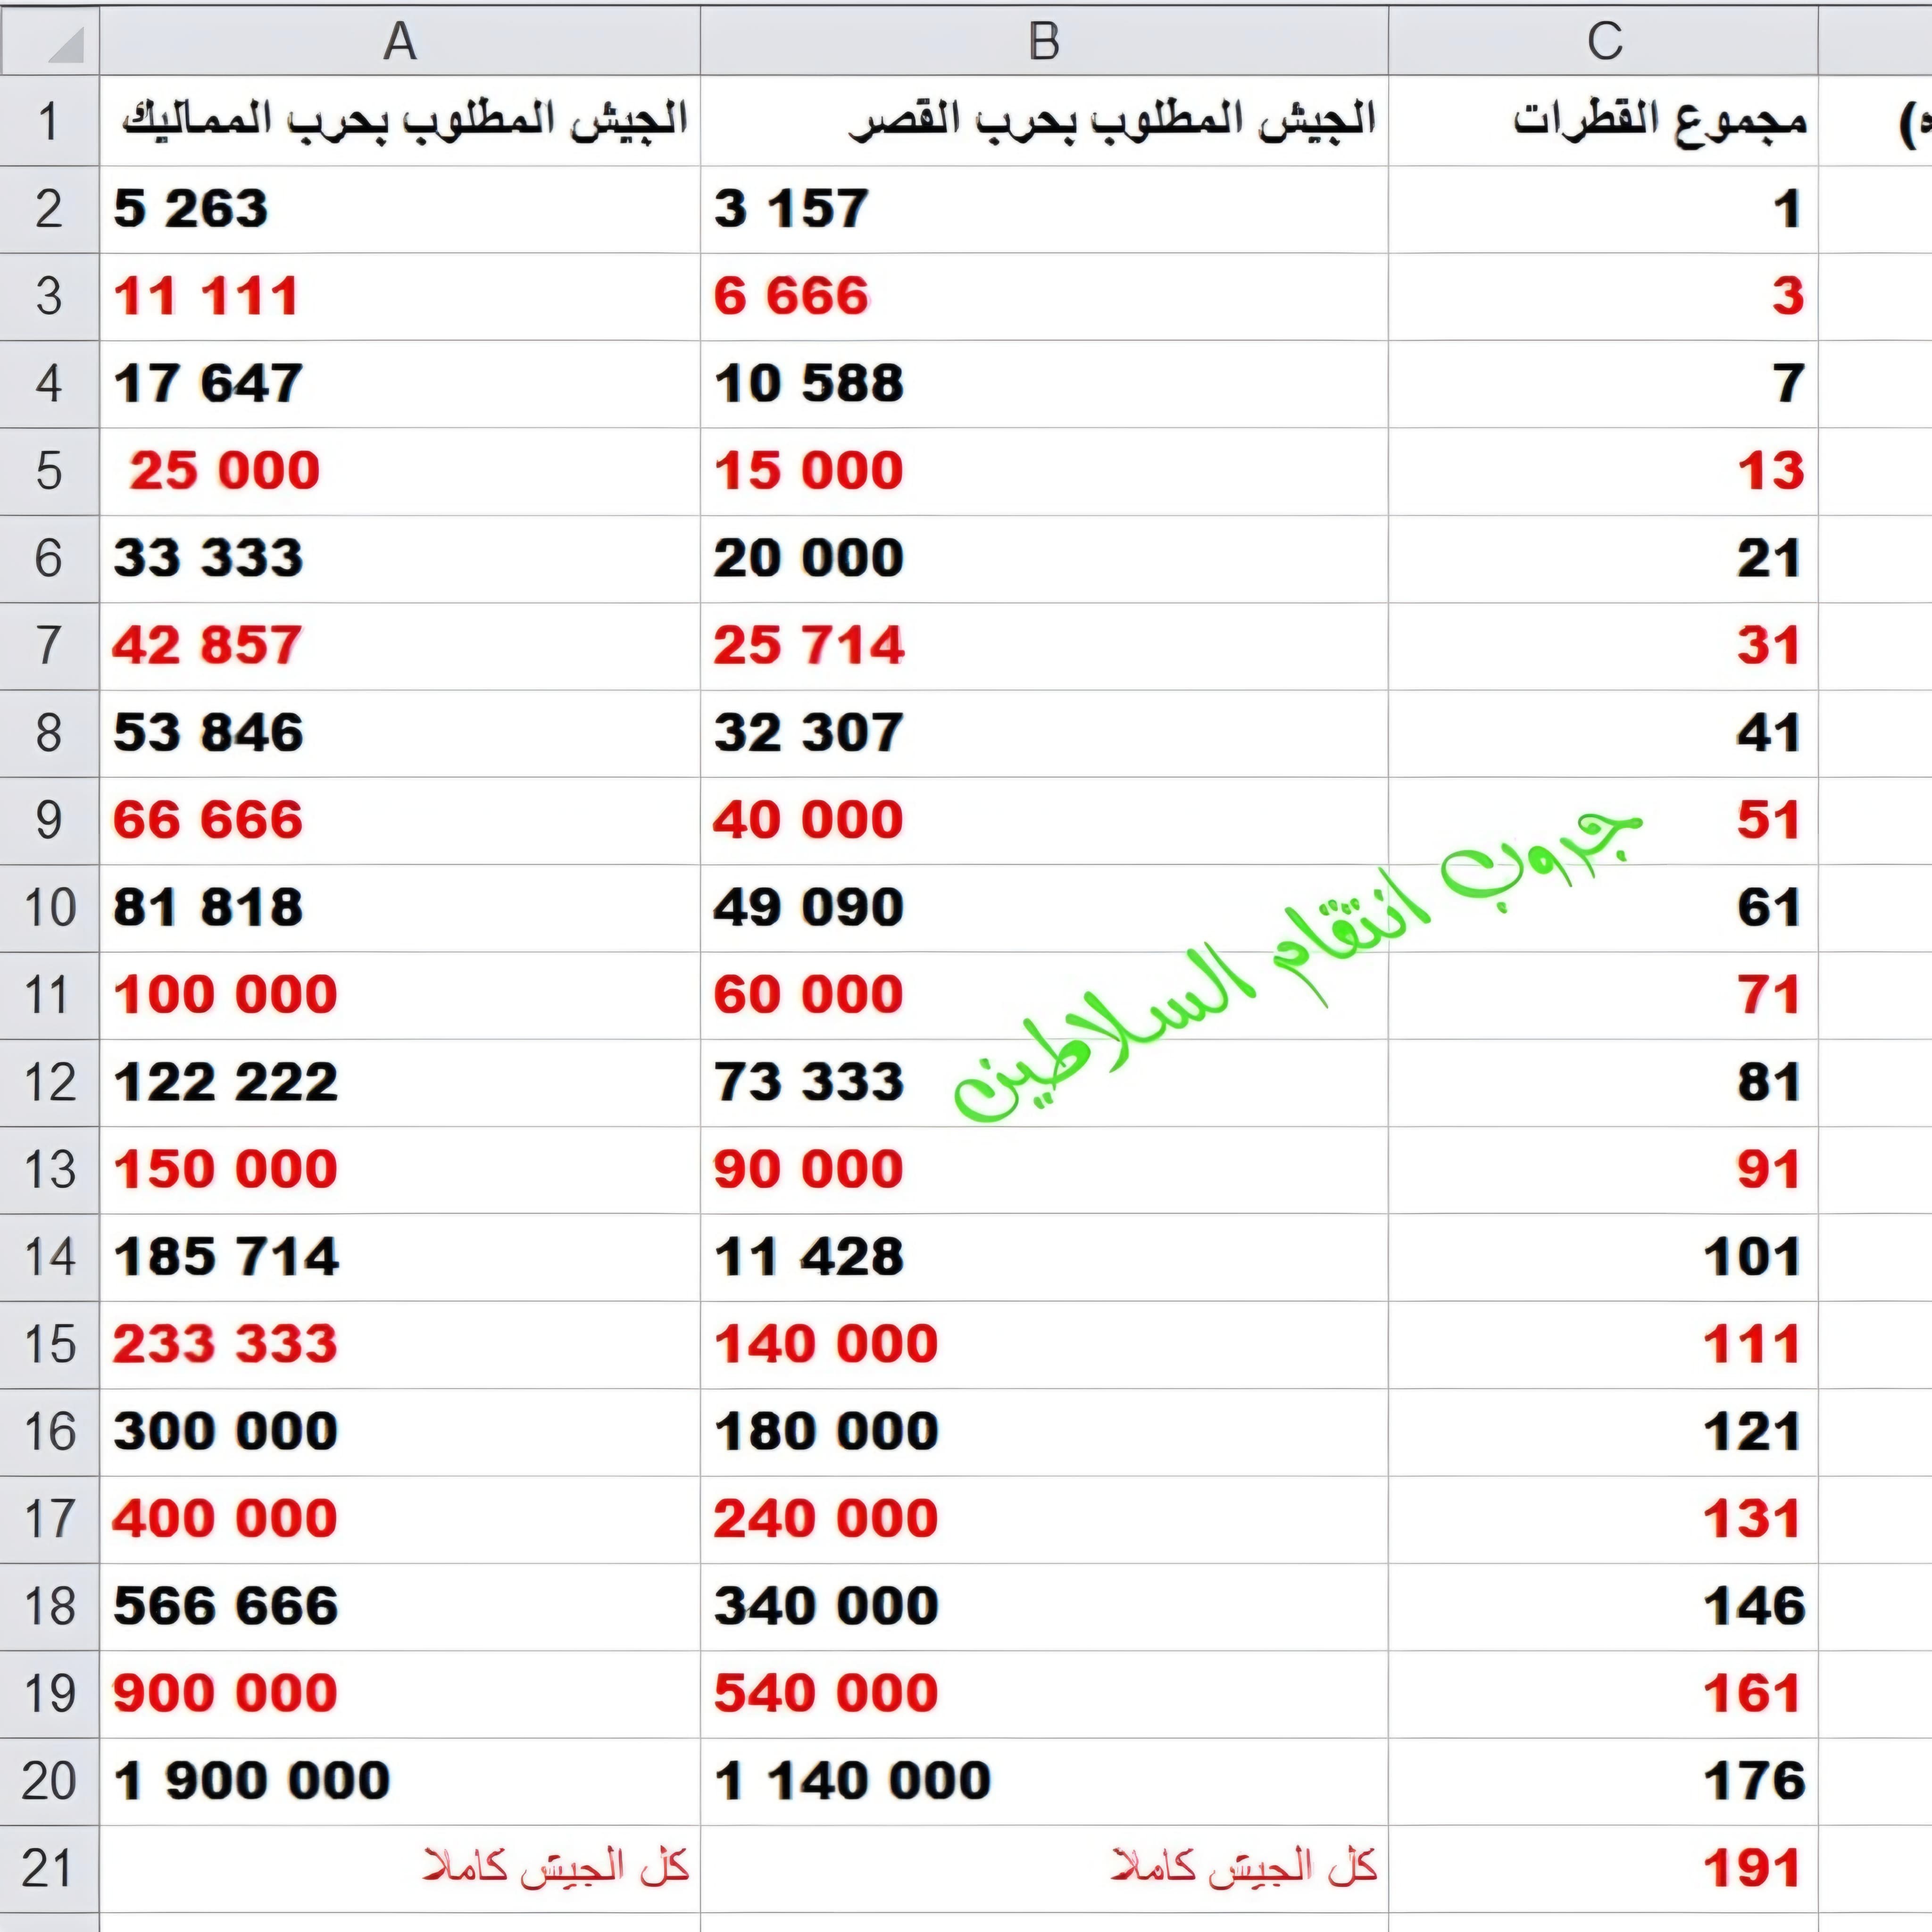 A B C
1 الجيش المطلوب بحرب المماليك الجيش المطلوب بحرب القصر مجموع القطرات
2 5 263 3 157 1
3 11 111 6 666 3
4 17 647 10 588 7
5 25 000 15 000 13
6 33 333 20 000 21
7 42 857 25 714 31
8 53 846 32 307 41
9 66 666 40 000 51
10 81 818 49 090 61
11 100 000 60 000 71
12 122 222 73 333 81
13 150 000 90 000 91
14 185 714 11 428 101
15 233 333 140 000 111
16 300 000 180 000 121
17 400 000 240 000 131
18 566 666 340 000 146
19 900 000 540 000 161
20 1 900 000 1 140 000 176
21 كل الجيش كاملا كل الجيش كاملا 191
جروب انتقام السلاطين